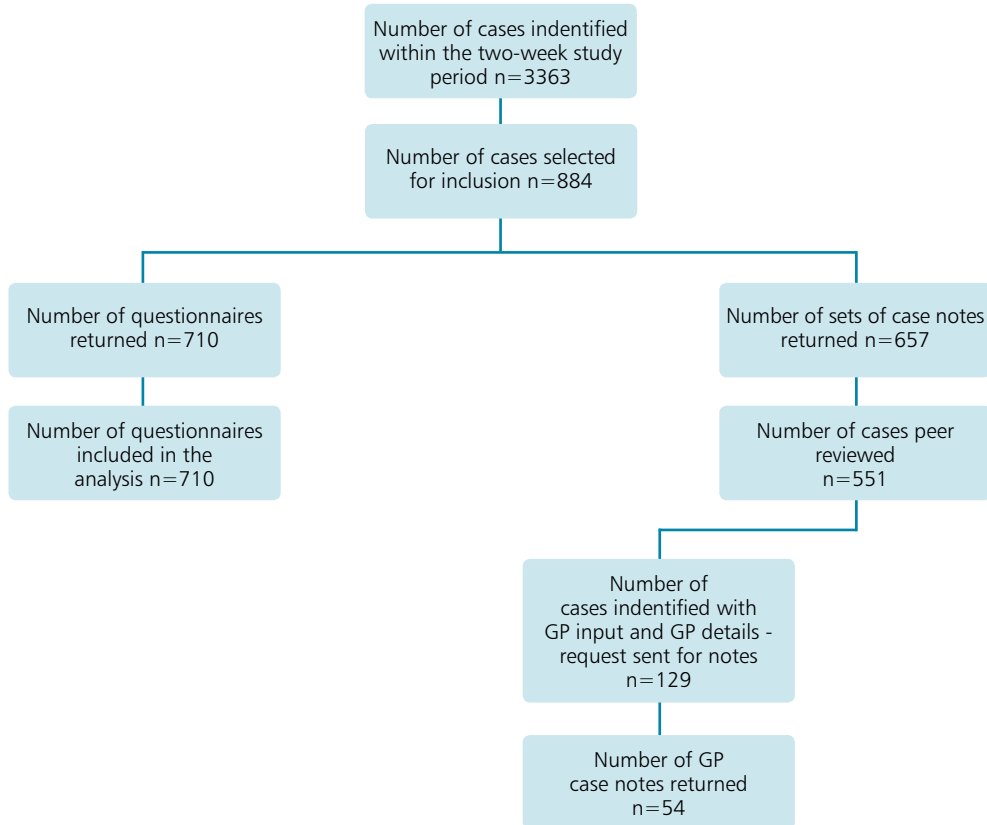 Number of cases indentified
within the two-week study
period n=3363
Number of cases selected
for inclusion n=884
Number of questionnaires
returned n=710
Number of sets of case notes
returned n=657
Number of questionnaires
included in the
analysis n=710
Number of cases peer
reviewed
n=551
Number of
cases indentified with
GP input and GP details -
request sent for notes
n=129
Number of GP
case notes returned
n=54